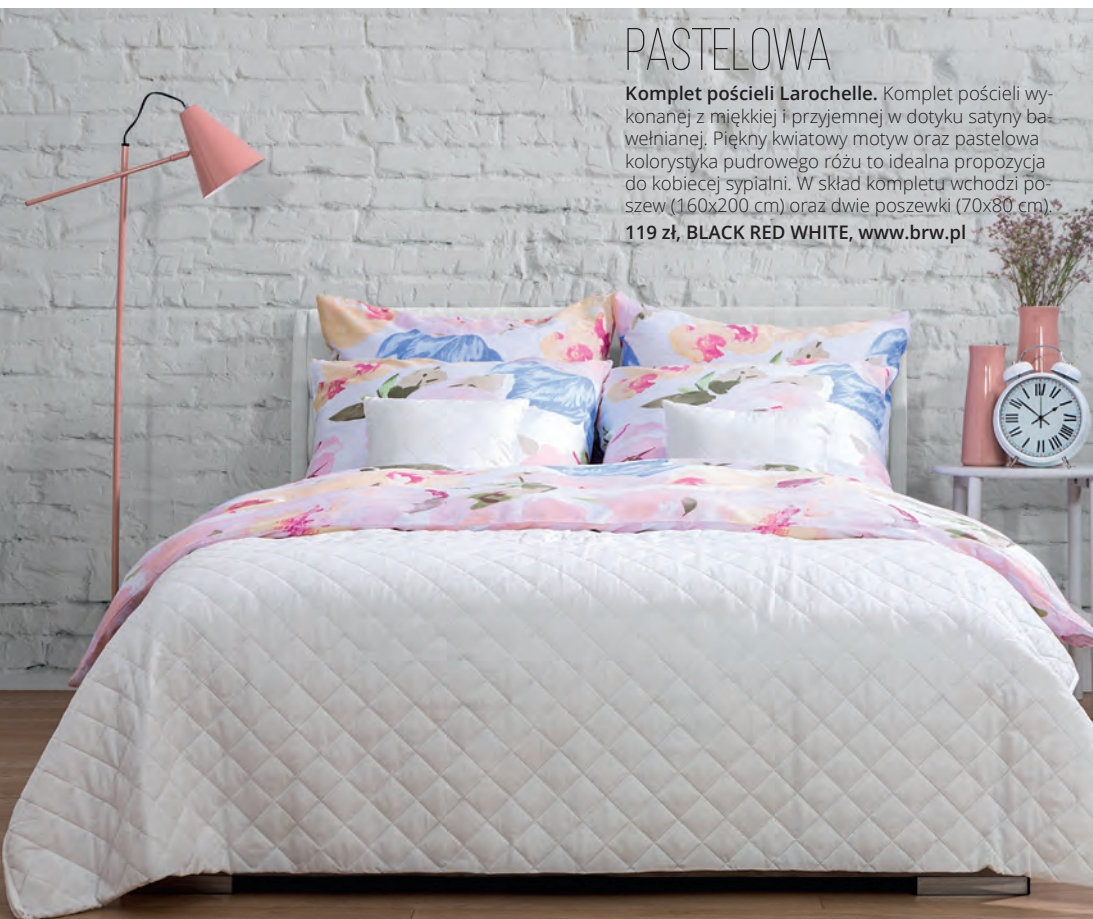 PASTELOWA
Komplet pościeli Larochelle. Komplet pościeli wy-
konanej z miękkiej i przyjemnej w dotyku satyny ba-
wełnianej. Piękny kwiatowy motyw oraz pastelowa
kolorystyka pudrowego różu to idealna propozycja
do kobiecej sypialni. W skład kompletu wchodzi po-
szew (160x200 cm) oraz dwie poszewki (70x80 cm).
119 zł, BLACK RED WHITE, www.brw.pl